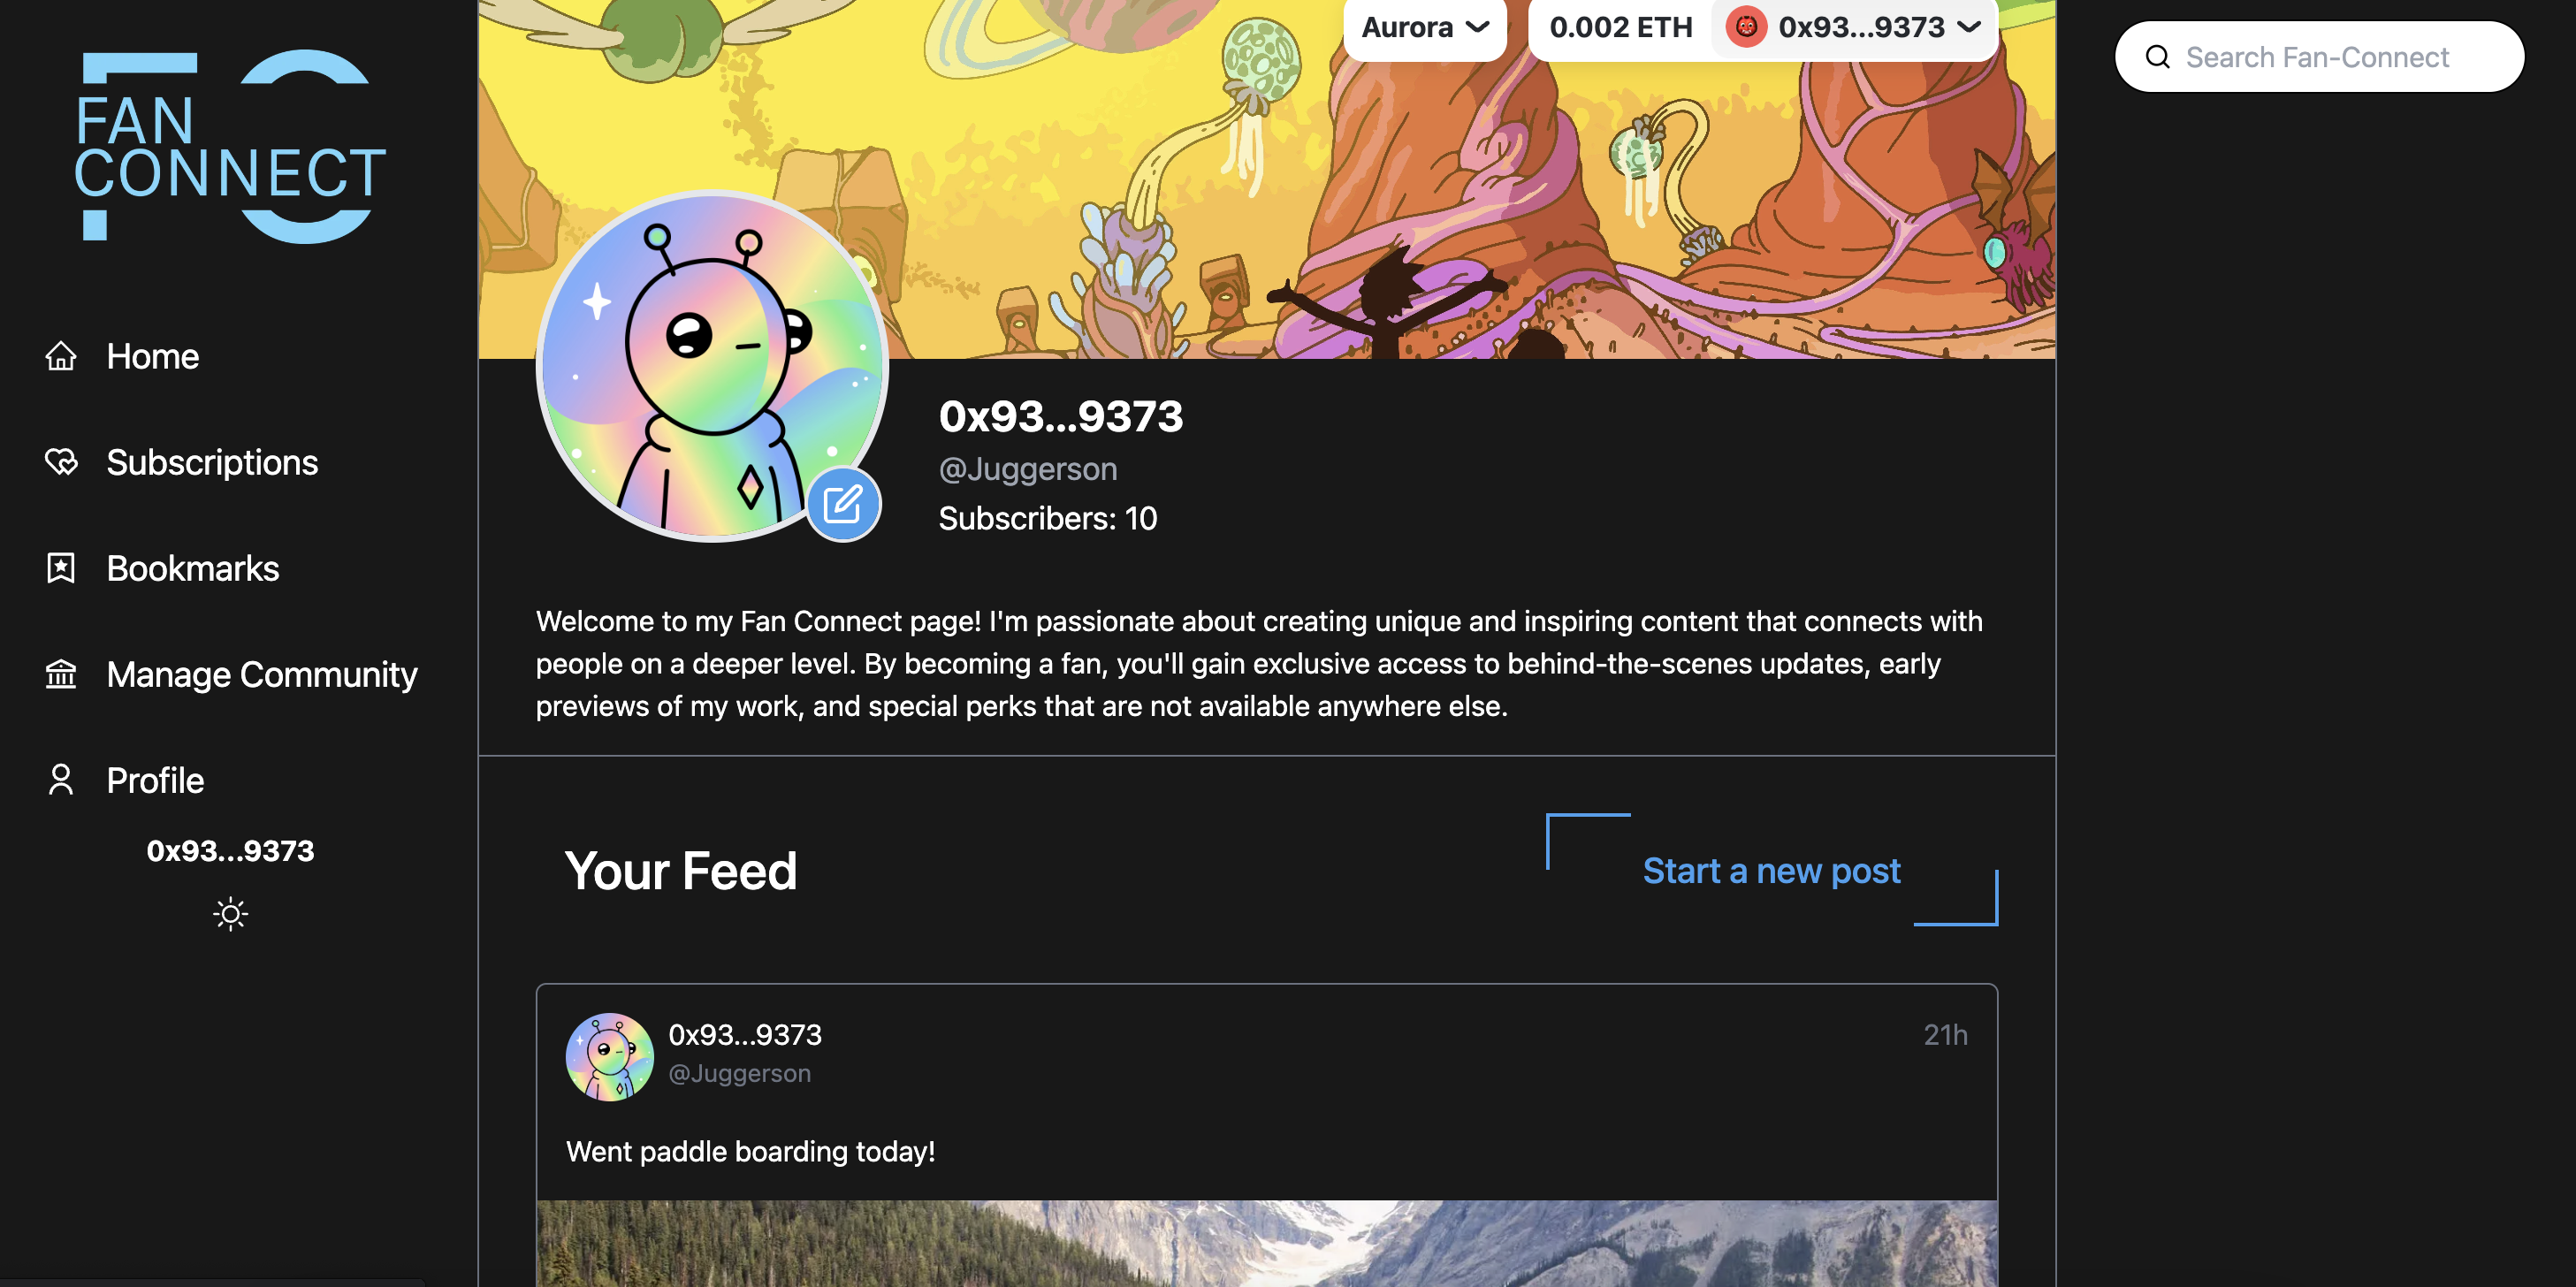 FAN
CONNECT
Home
Subscriptions
Bookmarks
Manage Community
Profile
0x93...9373
Aurora
0.002 ETH
0x93...9373
0x93...9373
@Juggerson
Subscribers: 10
Welcome to my Fan Connect page! I'm passionate about creating unique and inspiring content that connects with
people on a deeper level. By becoming a fan, you'll gain exclusive access to behind-the-scenes updates, early
previews of my work, and special perks that are not available anywhere else.
Your Feed
Start a new post
0x93...9373
21h
@Juggerson
Went paddle boarding today!
Search Fan-Connect